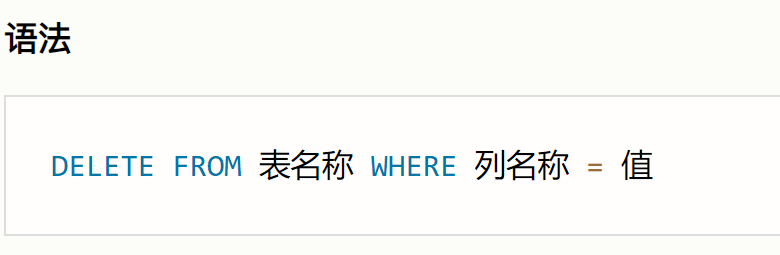 语法
DELETE FROM 表名称 WHERE 列名称 = 值